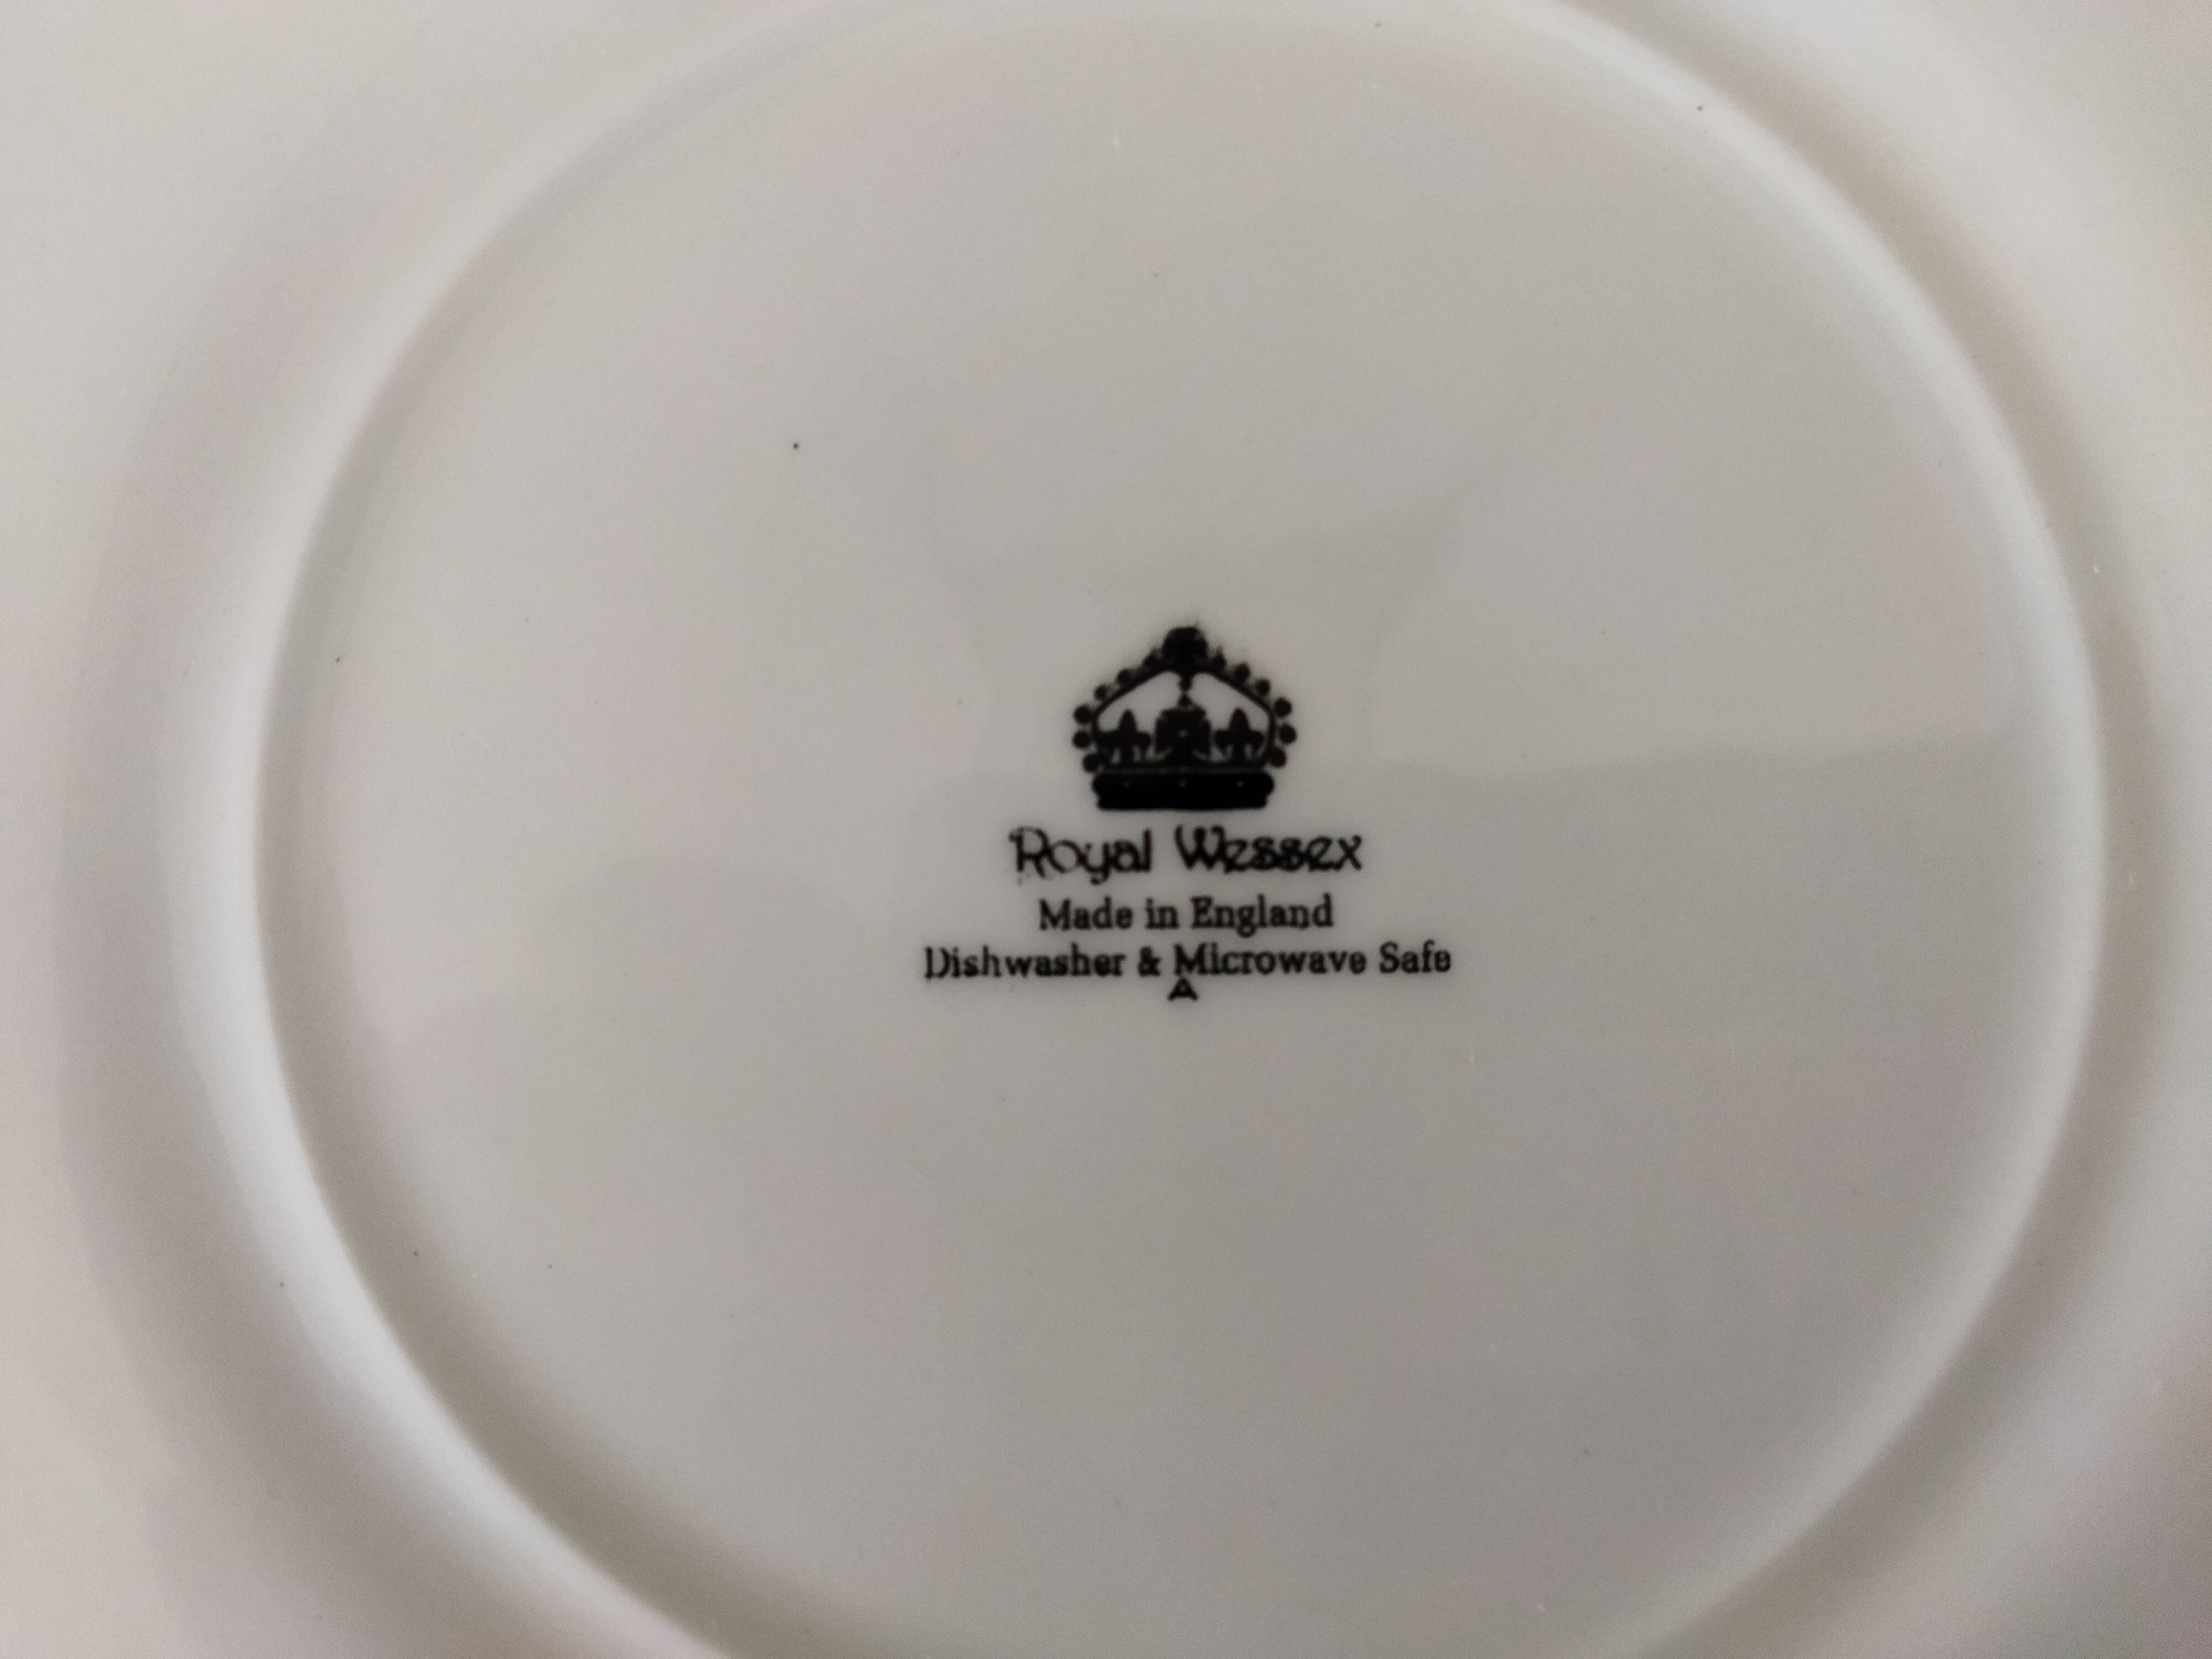 Royal Wessex
Made in England
Dishwasher & Microwave Safe
A